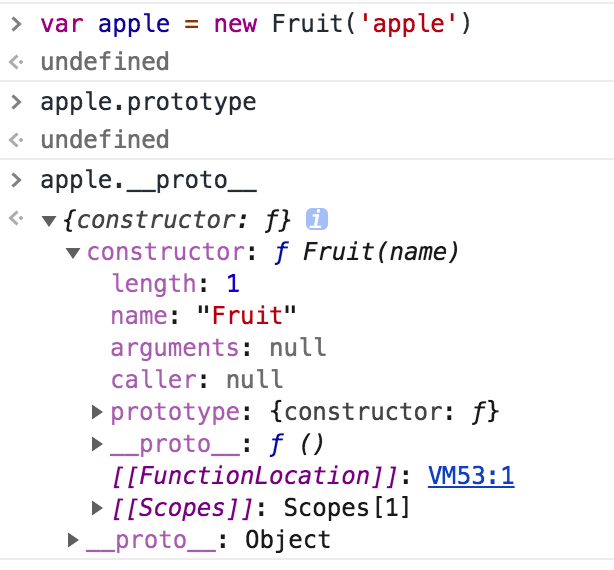 > var apple = new Fruit('apple')
undefined
> apple.prototype
undefined
> apple.__proto__
▼{constructor: ƒ} i
▼constructor: ƒ Fruit(name)
length: 1
name: "Fruit"
arguments: null
caller: null
▶prototype: {constructor: ƒ}
▶__proto__: ƒ ()
[[FunctionLocation]]: VM53:1
▶[[Scopes]]: Scopes[1]
▶__proto__: Object